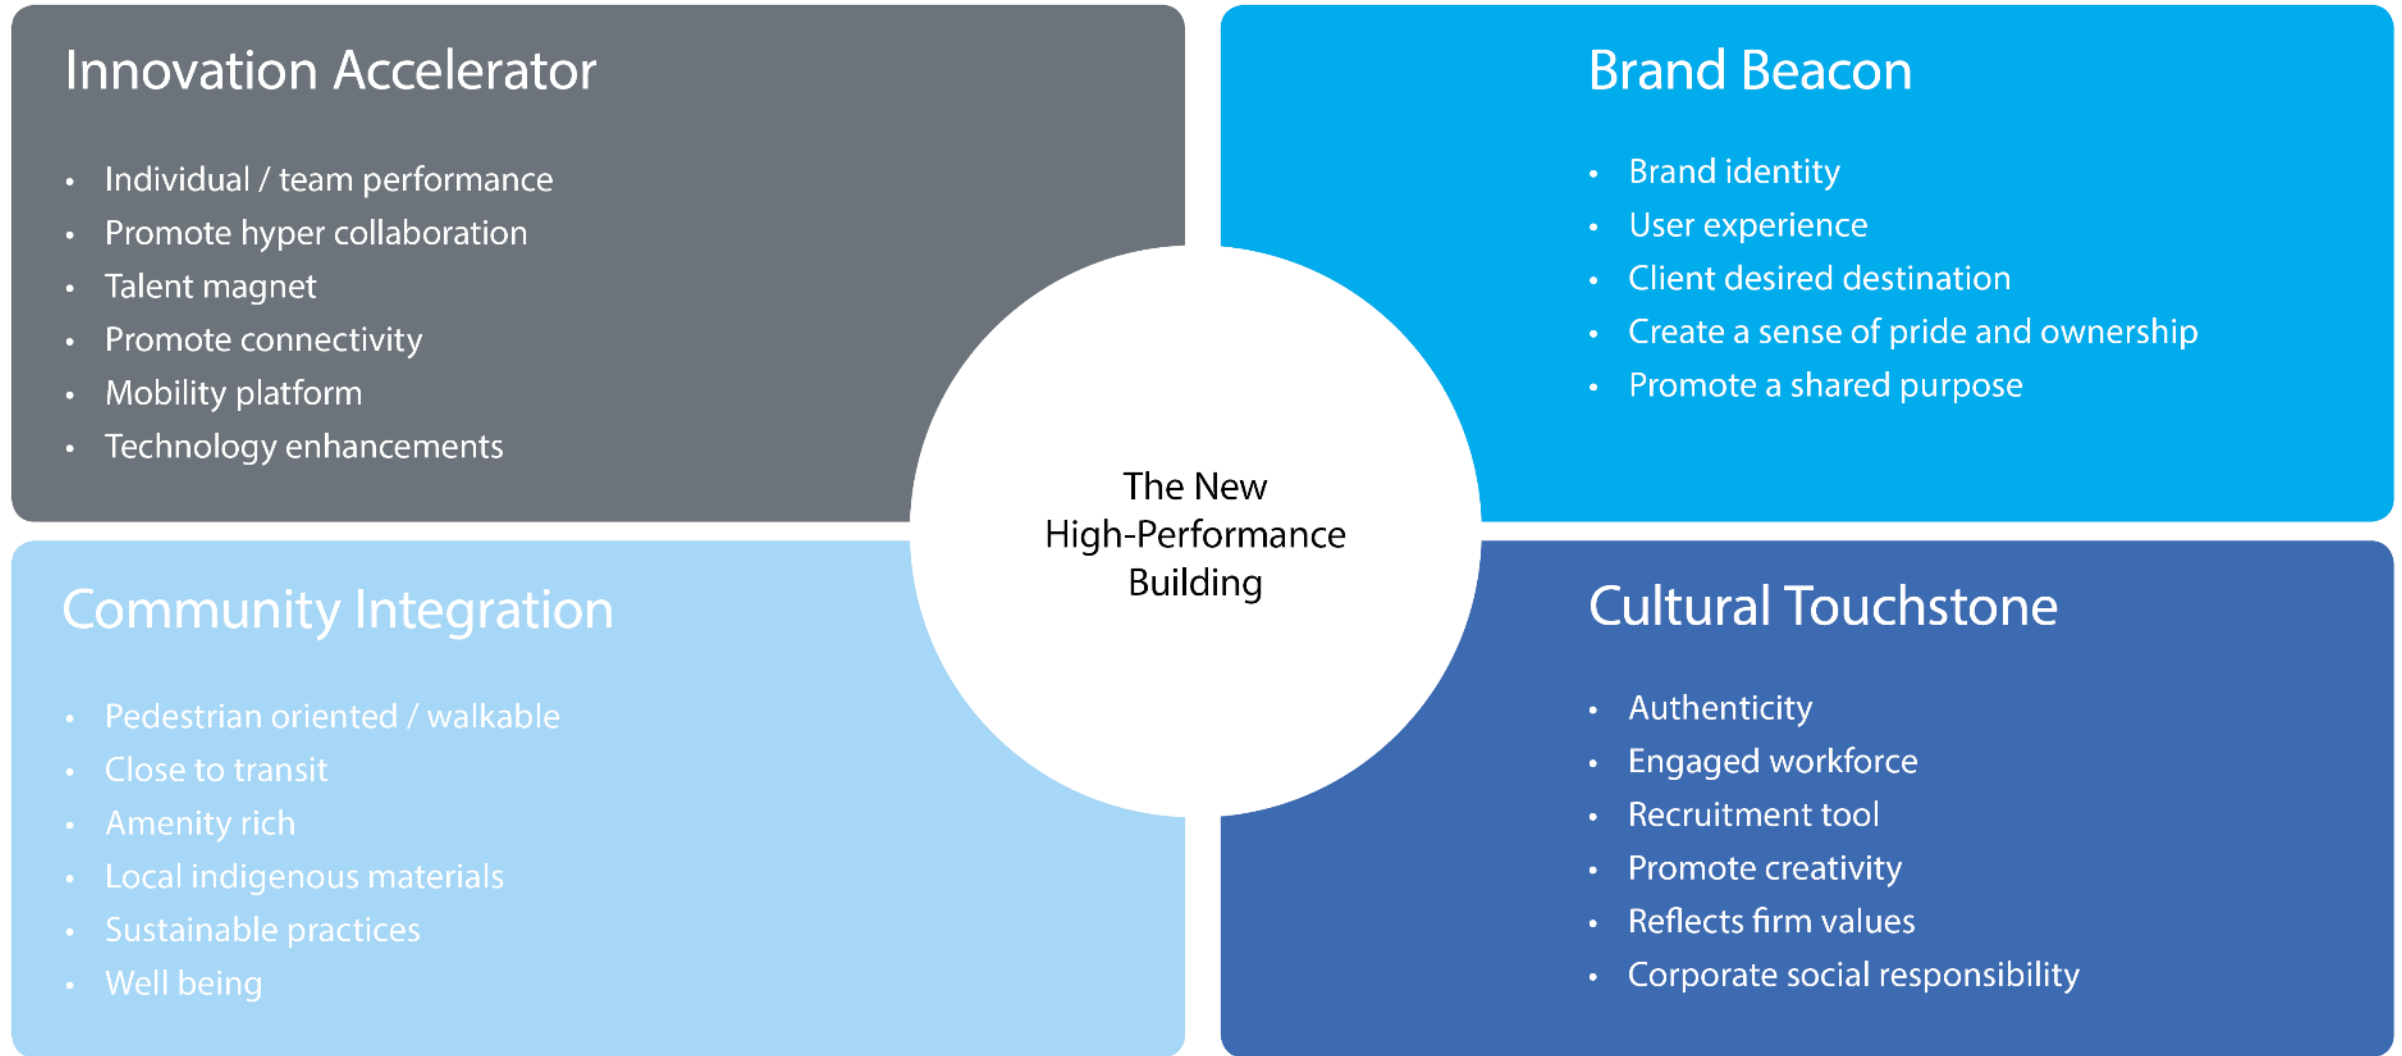 Innovation Accelerator
• Individual / team performance
• Promote hyper collaboration
• Talent magnet
• Promote connectivity
• Mobility platform
• Technology enhancements
Brand Beacon
• Brand identity
• User experience
• Client desired destination
• Create a sense of pride and ownership
• Promote a shared purpose
The New
High-Performance
Building
Community Integration
• Pedestrian oriented / walkable
• Close to transit
• Amenity rich
• Local indigenous materials
• Sustainable practices
• Well being
Cultural Touchstone
• Authenticity
• Engaged workforce
• Recruitment tool
• Promote creativity
• Reflects firm values
• Corporate social responsibility